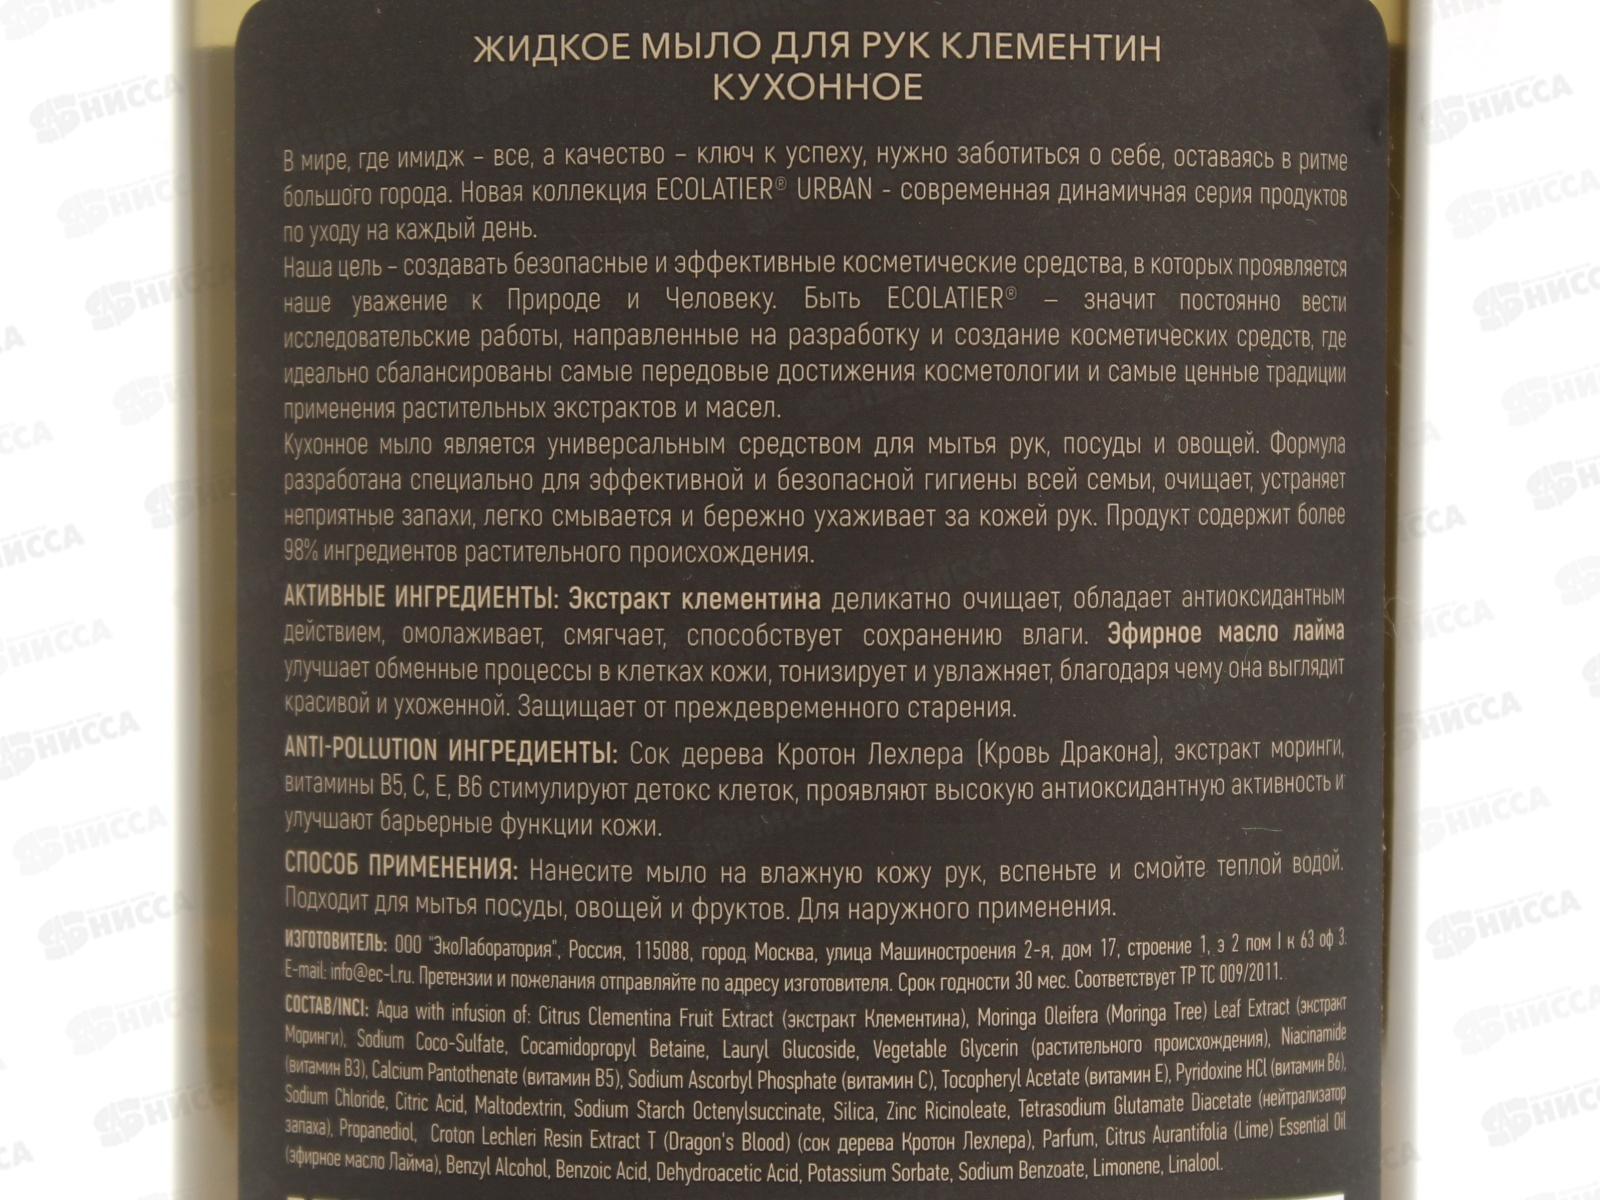 ЖИДКОЕ МЫЛО ДЛЯ РУК КЛЕМЕНТИН
КУХОННОЕ
В мире, где имидж – все, а качество – ключ к успеху, нужно заботиться о себе, оставаясь в ритме
большого города. Новая коллекция ECOLATIER® URBAN - современная динамичная серия продуктов
по уходу на каждый день.
Наша цель – создавать безопасные и эффективные косметические средства, в которых проявляется
наше уважение к Природе и Человеку. Быть ECOLATIER® – значит постоянно вести
исследовательские работы, направленные на разработку и создание косметических средств, где
идеально сбалансированы самые передовые достижения косметологии и самые ценные традиции
применения растительных экстрактов и масел.
Кухонное мыло является универсальным средством для мытья рук, посуды и овощей. Формула
разработана специально для эффективной и безопасной гигиены всей семьи, очищает, устраняет
неприятные запахи, легко смывается и бережно ухаживает за кожей рук. Продукт содержит более
98% ингредиентов растительного происхождения.
АКТИВНЫЕ ИНГРЕДИЕНТЫ: Экстракт клементина деликатно очищает, обладает антиоксидантным
действием, омолаживает, смягчает, способствует сохранению влаги. Эфирное масло лайма
улучшает обменные процессы в клетках кожи, тонизирует и увлажняет, благодаря чему она выглядит
красивой и ухоженной. Защищает от преждевременного старения.
ANTI-POLLUTION ИНГРЕДИЕНТЫ: Сок дерева Кротон Лехлера (Кровь Дракона), экстракт моринги,
витамины B5, C, E, B6 стимулируют детокс клеток, проявляют высокую антиоксидантную активность и
улучшают барьерные функции кожи.
СПОСОБ ПРИМЕНЕНИЯ: Нанесите мыло на влажную кожу рук, вспеньте и смойте теплой водой.
Подходит для мытья посуды, овощей и фруктов. Для наружного применения.
ИЗГОТОВИТЕЛЬ: ООО "ЭкоЛаборатория", Россия, 115088, город Москва, улица Машиностроения 2-я, дом 17, строение 1, э 2 пом I к 63 оф 3.
E-mail: info@ec-l.ru. Претензии и пожелания отправляйте по адресу изготовителя. Срок годности 30 мес. Соответствует ТР ТС 009/2011.
СОСТАВ/INCI: Aqua with infusion of: Citrus Clementina Fruit Extract (экстракт Клементина), Moringa Oleifera (Moringa Tree) Leaf Extract (экстракт
Моринги), Sodium Coco-Sulfate, Cocamidopropyl Betaine, Lauryl Glucoside, Vegetable Glycerin (растительного происхождения), Niacinamide
(витамин B3), Calcium Pantothenate (витамин B5), Sodium Ascorbyl Phosphate (витамин C), Tocopheryl Acetate (витамин E), Pyridoxine HCl (витамин B6),
Sodium Chloride, Citric Acid, Maltodextrin, Sodium Starch Octenylsuccinate, Silica, Zinc Ricinoleate, Tetrasodium Glutamate Diacetate (нейтрализатор
запаха), Propanediol, Croton Lechleri Resin Extract T (Dragon's Blood) (сок дерева Кротон Лехлера), Parfum, Citrus Aurantifolia (Lime) Essential Oil
(эфирное масло Лайма), Benzyl Alcohol, Benzoic Acid, Dehydroacetic Acid, Potassium Sorbate, Sodium Benzoate, Limonene, Linalool.